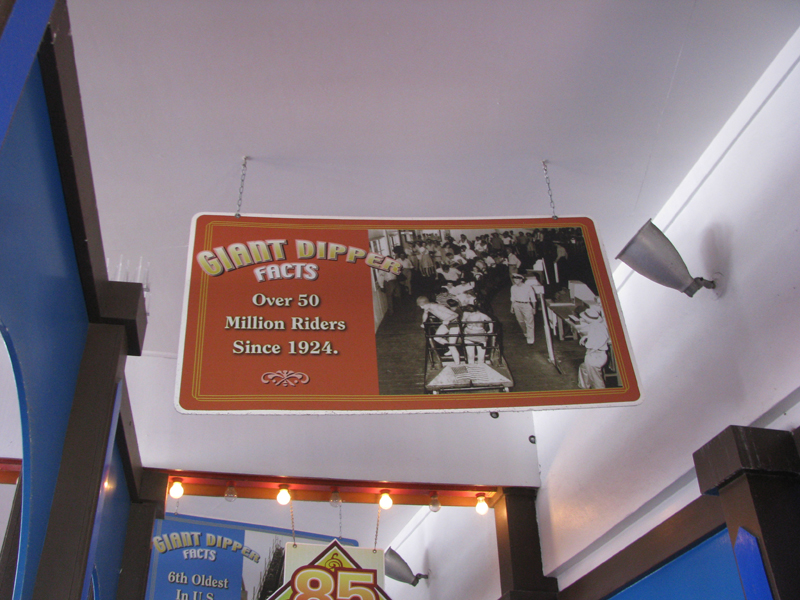 GIANT DIPPER
FACTS
Over 50
Million Riders
Since 1924.
GIANT DIPPER
FACTS
6th Oldest
In U.S.
85